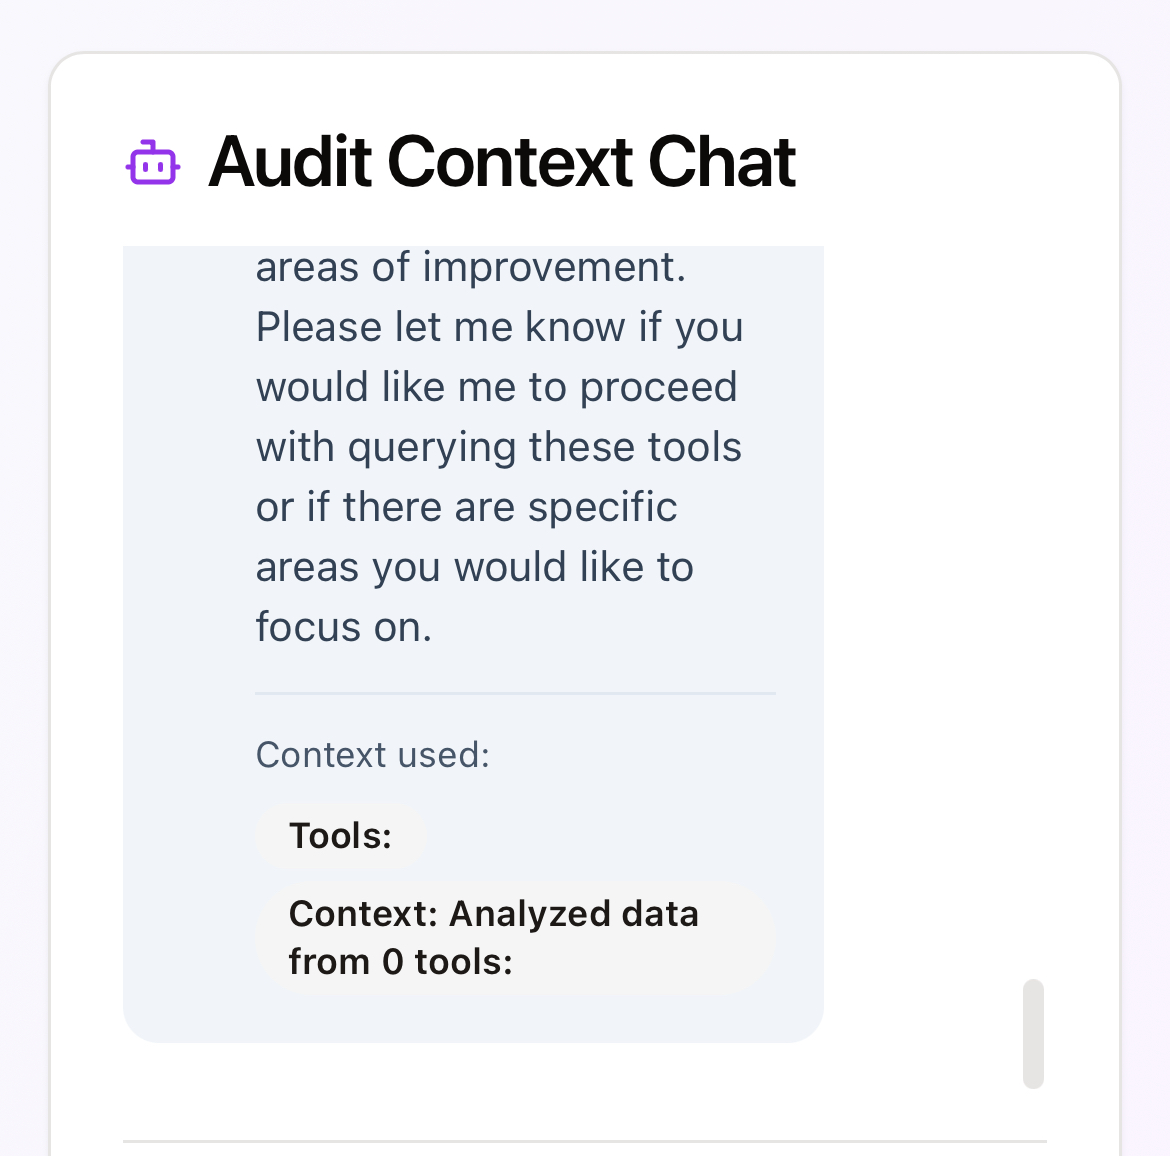 Audit Context Chat
areas of improvement.
Please let me know if you
would like me to proceed
with querying these tools
or if there are specific
areas you would like to
focus on.
Context used:
Tools:
Context: Analyzed data
from 0 tools: